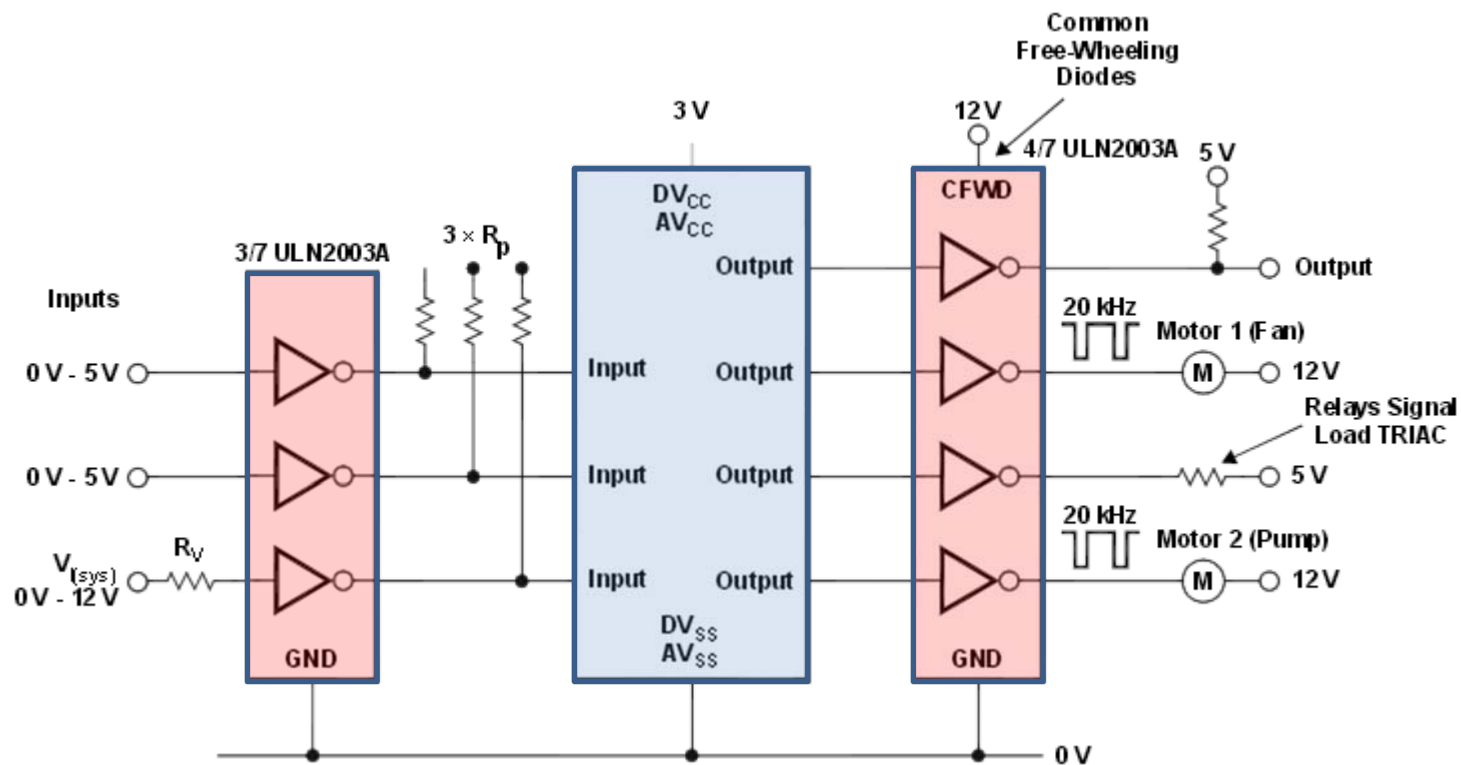 Common
Free-Wheeling
Diodes
3 V
12 V
4/7 ULN2003A
5 V
DVCC
AVCC
CFWD
3 × Rp
3/7 ULN2003A
Output
Output
Inputs
20 kHz
Motor 1 (Fan)
0 V - 5 V
Input
Output
M
12 V
Relays Signal
Load TRIAC
0 V - 5 V
Input
Output
5 V
20 kHz
Motor 2 (Pump)
RV
VI(sys)
0 V - 12 V
Input
Output
M
12 V
DVSS
AVSS
GND
GND
0 V